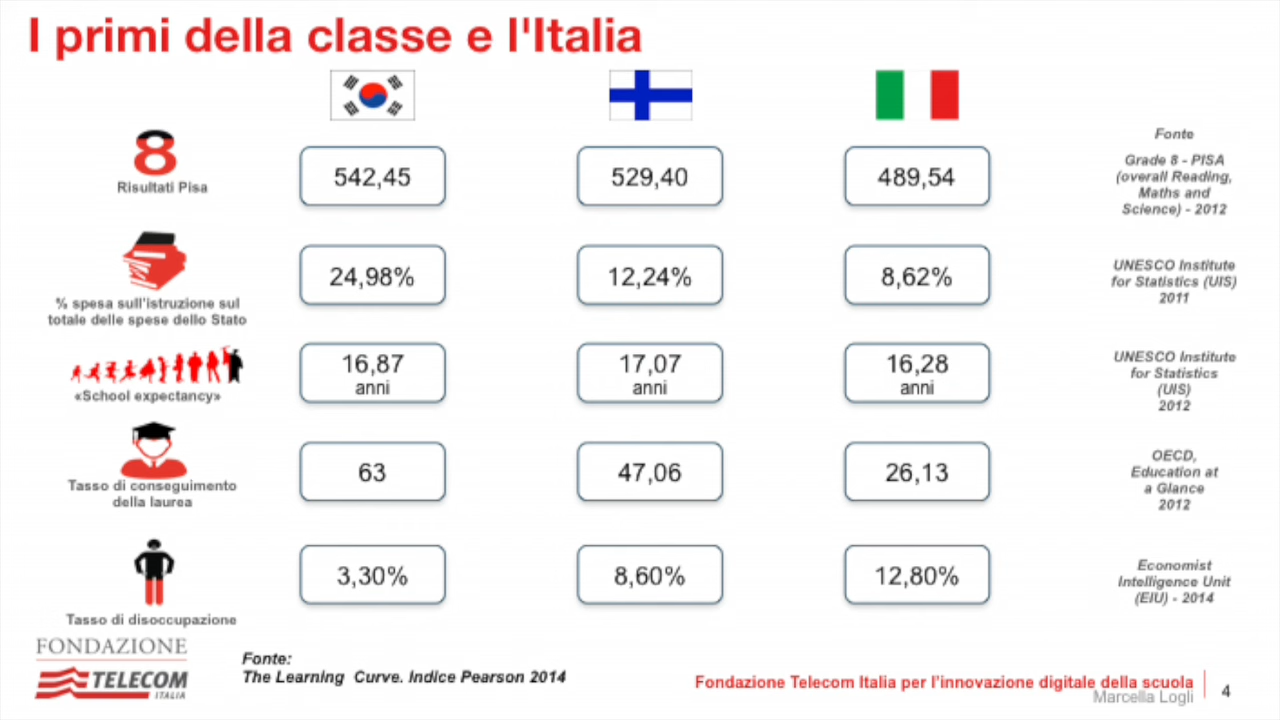 I primi della classe e l'Italia
Fonte
8
Risultati Pisa
542,45
529,40
489,54
Grade 8 - PISA
(overall Reading,
Maths and
Science) - 2012
% spesa sull'istruzione sul
totale delle spese dello Stato
24,98%
12,24%
8,62%
UNESCO Institute
for Statistics (UIS)
2011
«School expectancy»
16,87
anni
17,07
anni
16,28
anni
UNESCO Institute
for Statistics
(UIS)
2012
Tasso di conseguimento
della laurea
63
47,06
26,13
OECD,
Education at
a Glance
2012
Tasso di disoccupazione
3,30%
8,60%
12,80%
Economist
Intelligence Unit
(EIU) - 2014
FONDAZIONE
TELECOM
ITALIA
Fonte:
The Learning Curve. Indice Pearson 2014
Fondazione Telecom Italia per l'innovazione digitale della scuola
Marcella Logli
4